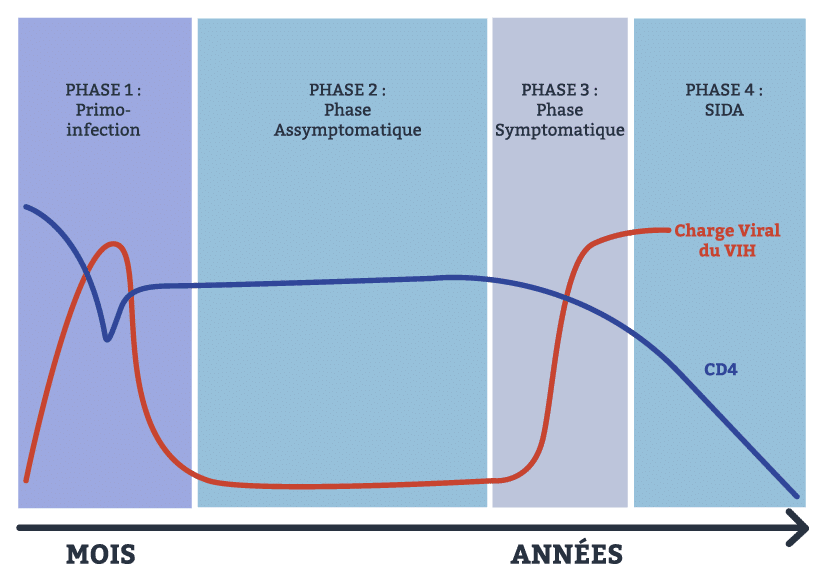 PHASE 1 :
Primo-
infection
PHASE 2 :
Phase
Assymptomatique
PHASE 3 :
Phase
Symptomatique
PHASE 4 :
SIDA
Charge Viral
du VIH
CD4
MOIS
ANNÉES